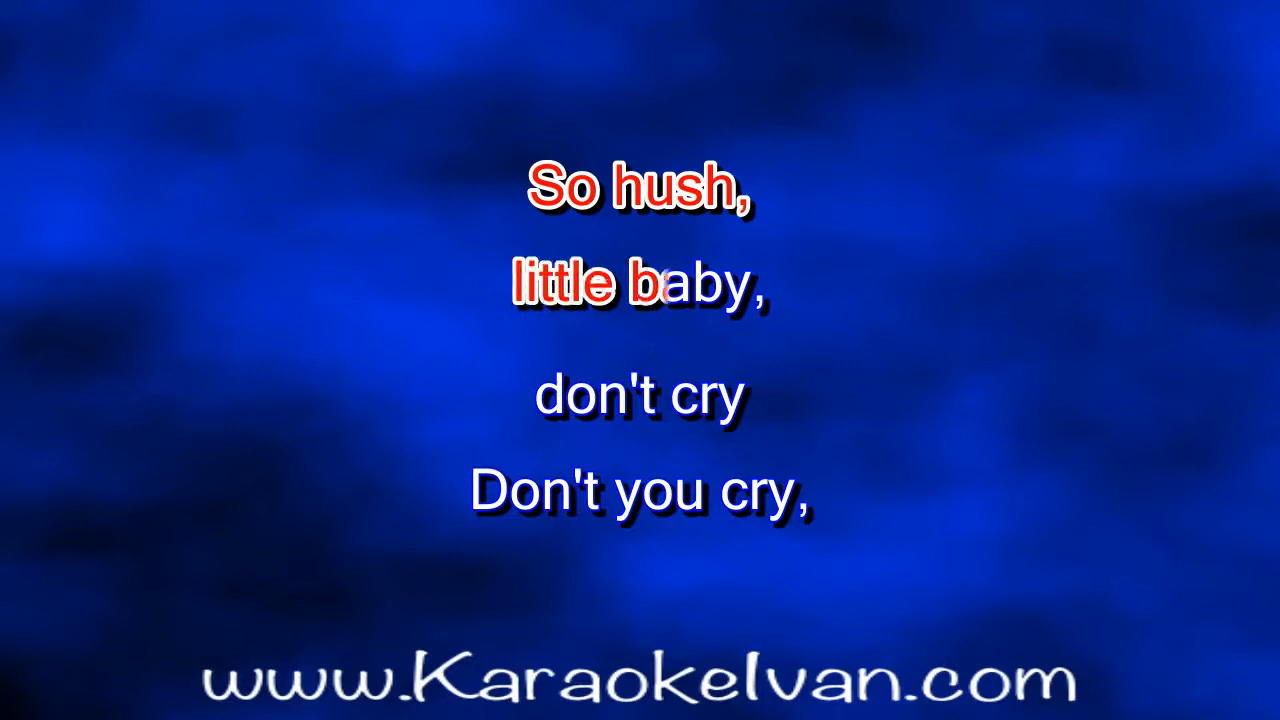 So hush,
little baby,
don't cry
Don't you cry,
www.KaraokeIvan.com